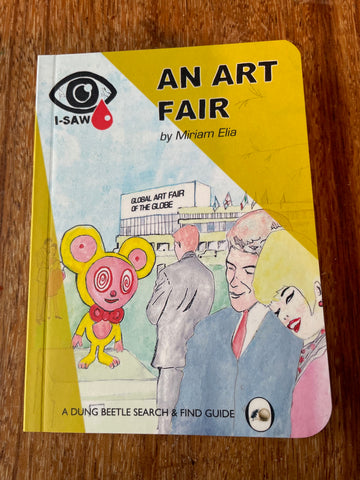 I-SAW
AN ART
FAIR
by Miriam Elia
GLOBAL ART FAIR
OF THE GLOBE
A DUNG BEETLE SEARCH & FIND GUIDE